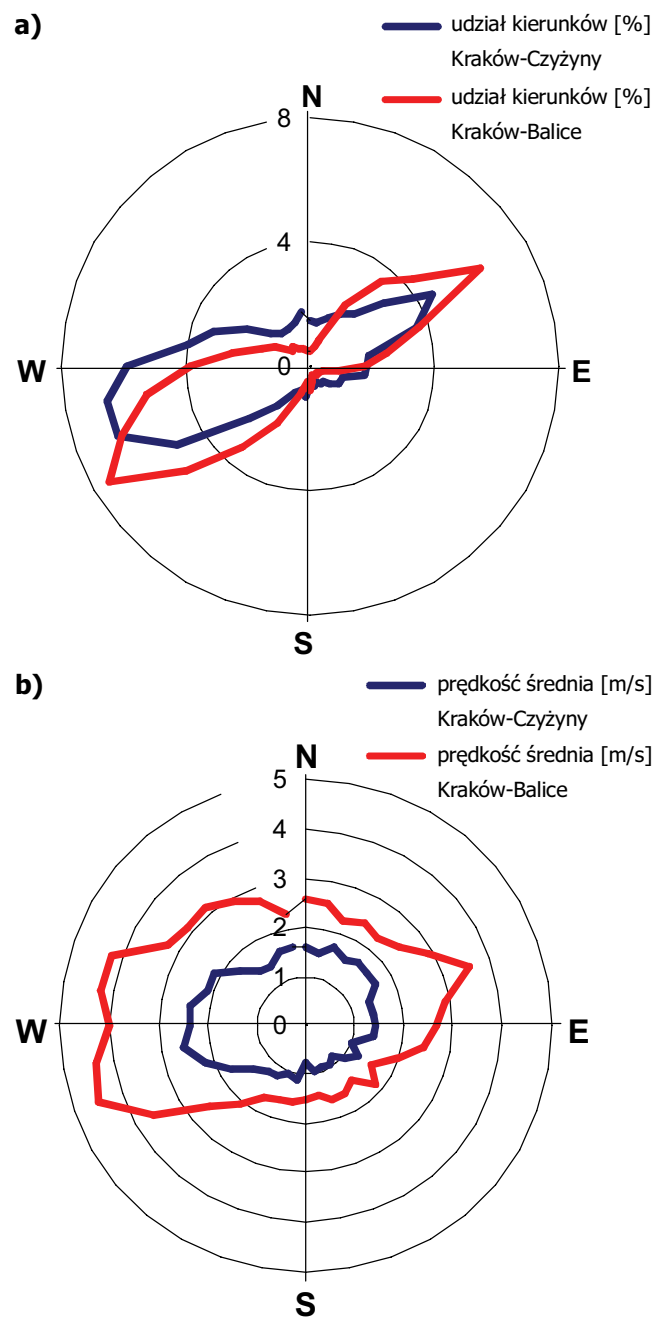 a)
udział kierunków [%]
Kraków-Czyżyny
udział kierunków [%]
Kraków-Balice
N
8
4
0
W
E
S
b)
prędkość średnia [m/s]
Kraków-Czyżyny
prędkość średnia [m/s]
Kraków-Balice
N
5
4
3
2
1
0
W
E
S